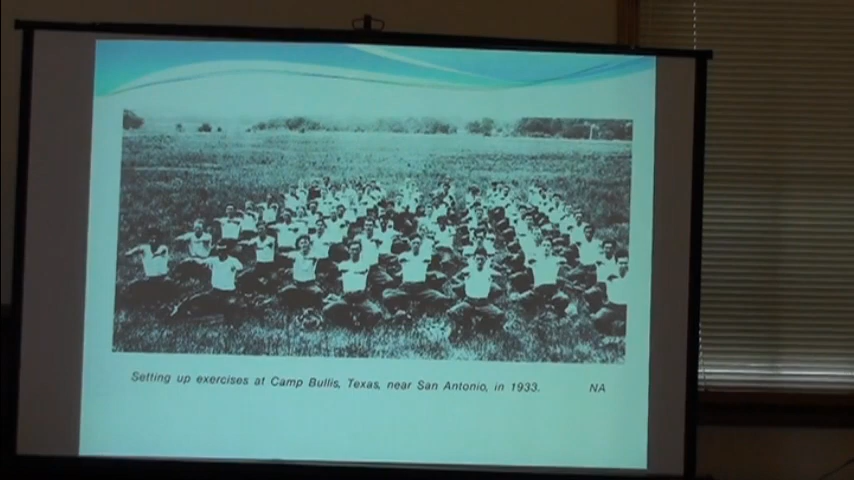 Setting up exercises at Camp Bullis, Texas, near San Antonio, in 1933. NA